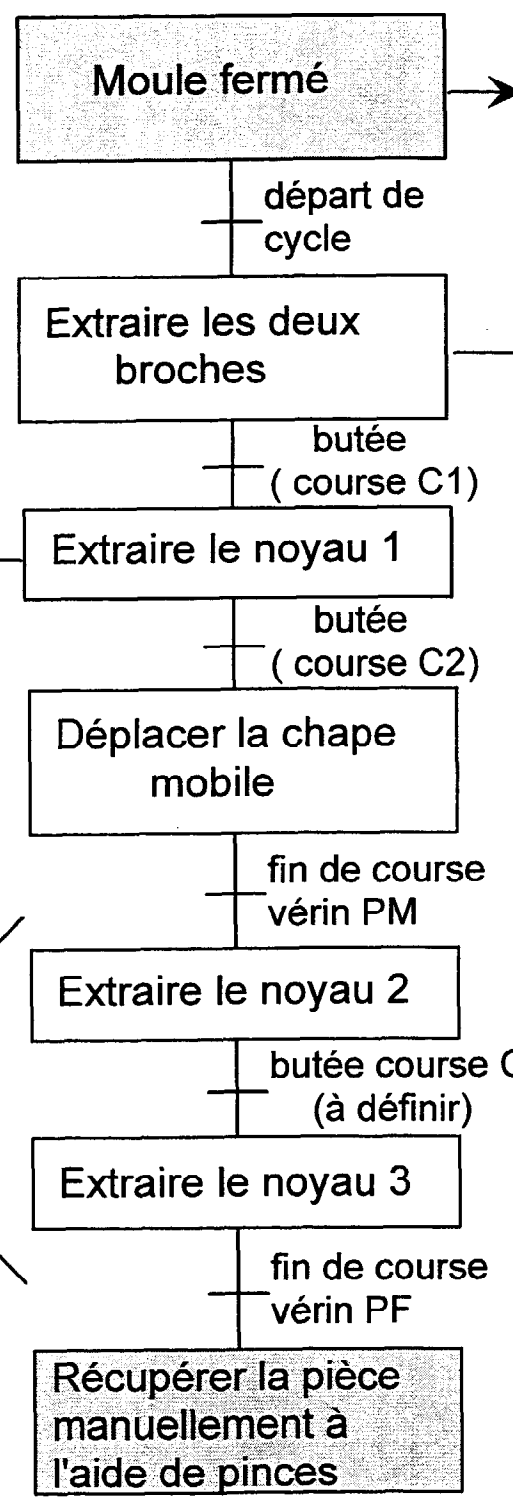 Moule fermé
départ de
cycle
Extraire les deux
broches
butée
( course C1)
Extraire le noyau 1
butée
( course C2)
Déplacer la chape
mobile
fin de course
vérin PM
Extraire le noyau 2
butée course
(à définir)
Extraire le noyau 3
fin de course
vérin PF
Récupérer la pièce
manuellement à
l'aide de pinces